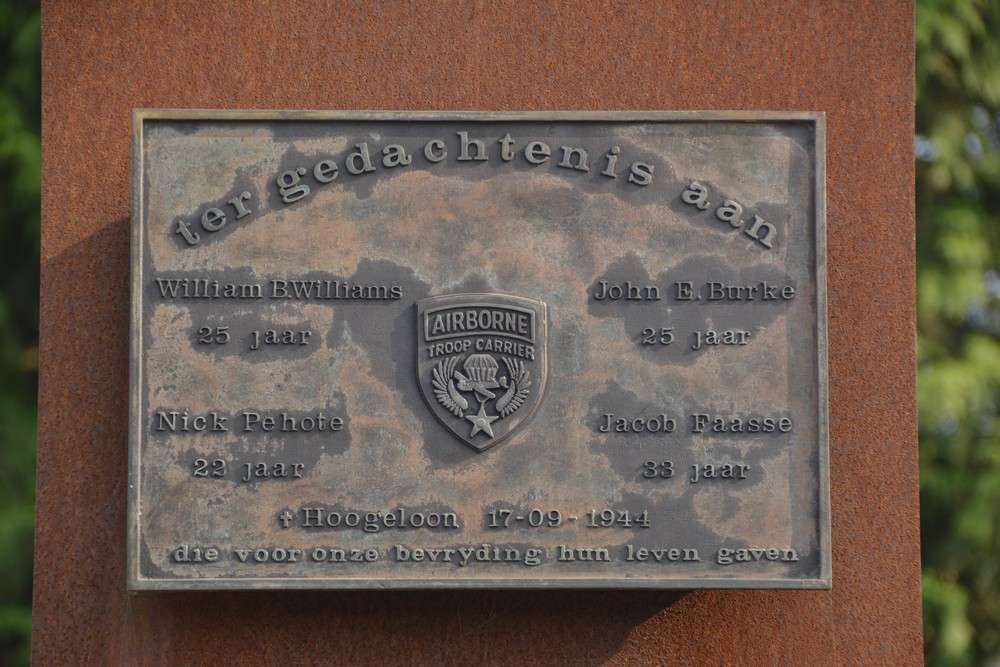 ter gedachtenis aan
William BWilliams
25 jaar
John E. Burke
25 jaar
AIRBORNE
TROOP CARRIER
Nick Pehote
22 jaar
Jacob Faasse
33 jaar
† Hoogeloon 17-09-1944
die voor onze bevryding hun leven gaven